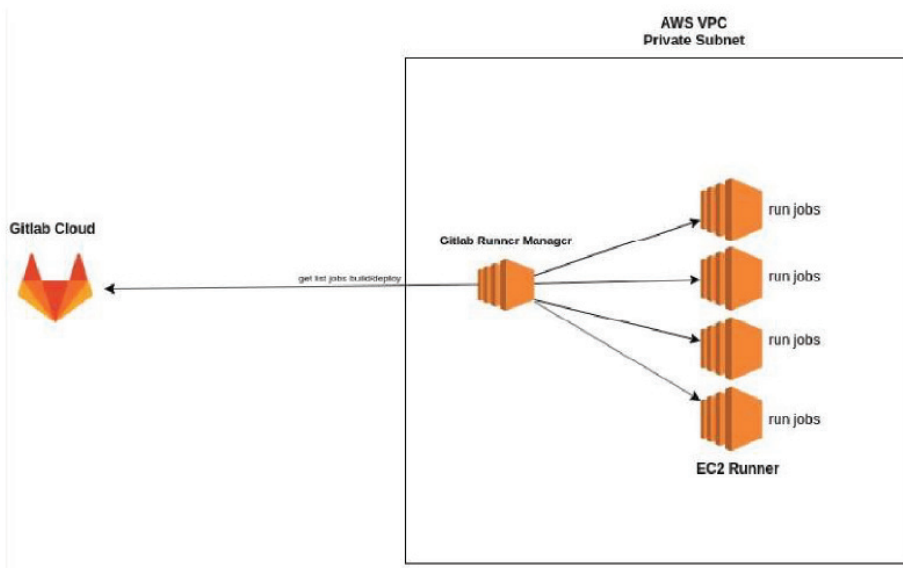 AWS VPC
Private Subnet
Gitlab Cloud
get list jobs build/deploy
Gitlab Runner Manager
run jobs
run jobs
run jobs
run jobs
EC2 Runner